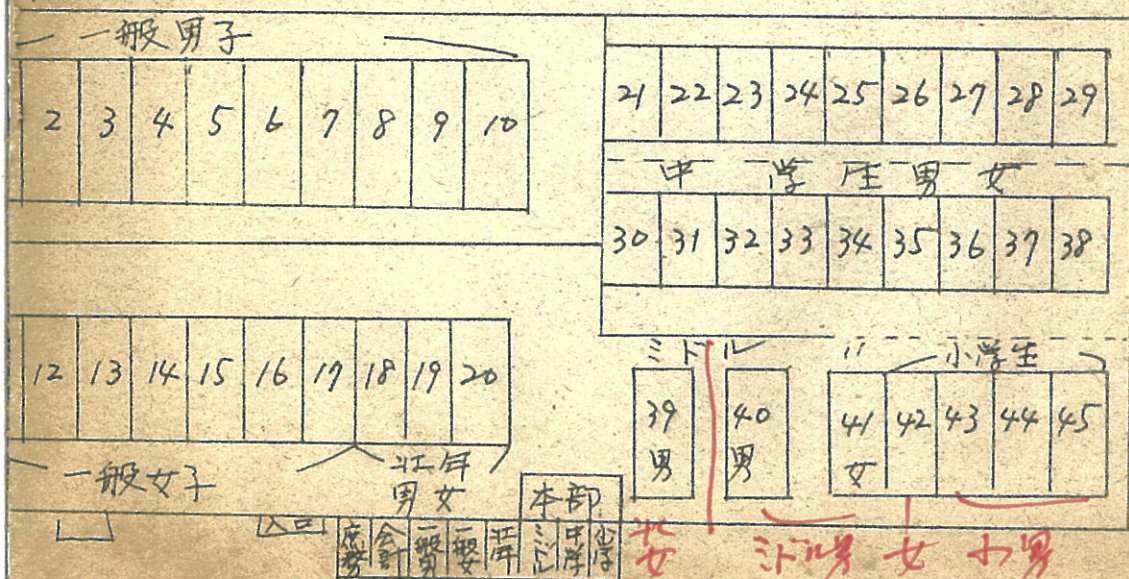 一般男子
2 3 4 5 6 7 8 9 10
21 22 23 24 25 26 27 28 29
中学生男女
30 31 32 33 34 35 36 37 38
12 13 14 15 16 17 18 19 20
一般女子
壮年
男女
ミドル 〃 小学生
39 40 41 42 43 44 45
男 男 女
入口
本部
庶務 会計 一般男 一般女 壮年 ミドル 中学 小学
壮女
ミドル男 女 小男